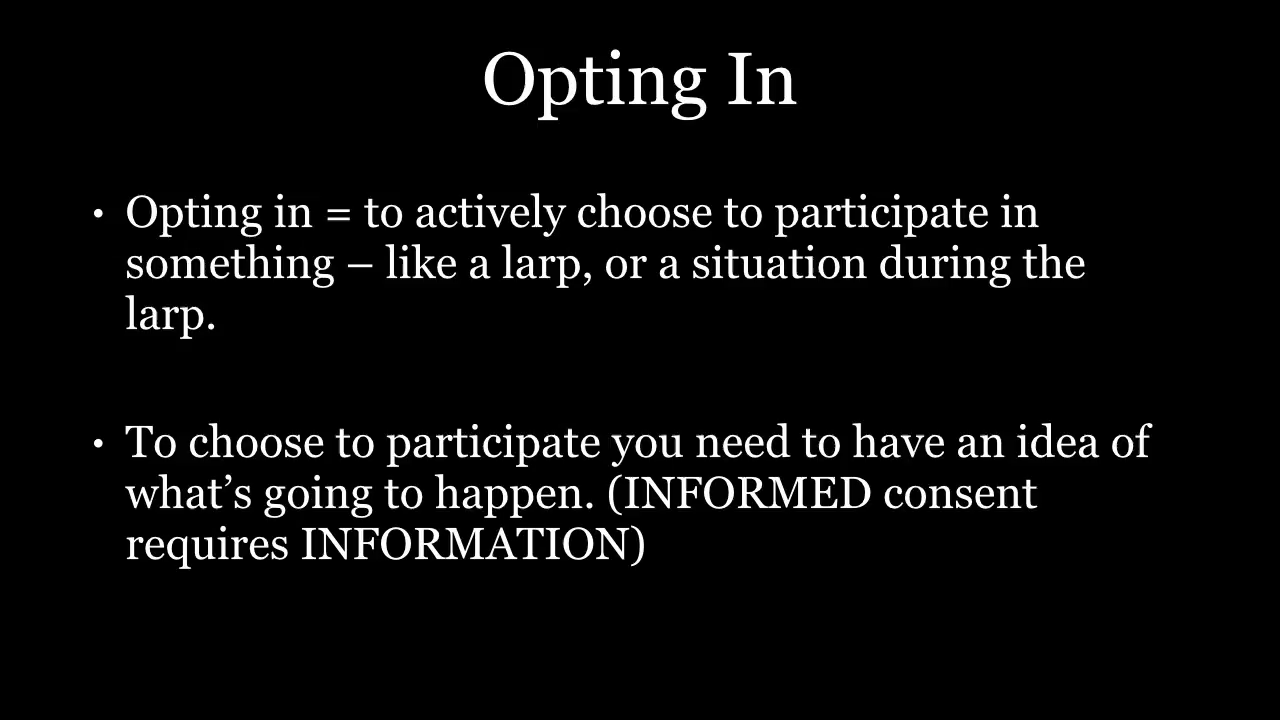 Opting In
• Opting in = to actively choose to participate in
something – like a larp, or a situation during the
larp.
• To choose to participate you need to have an idea of
what’s going to happen. (INFORMED consent
requires INFORMATION)